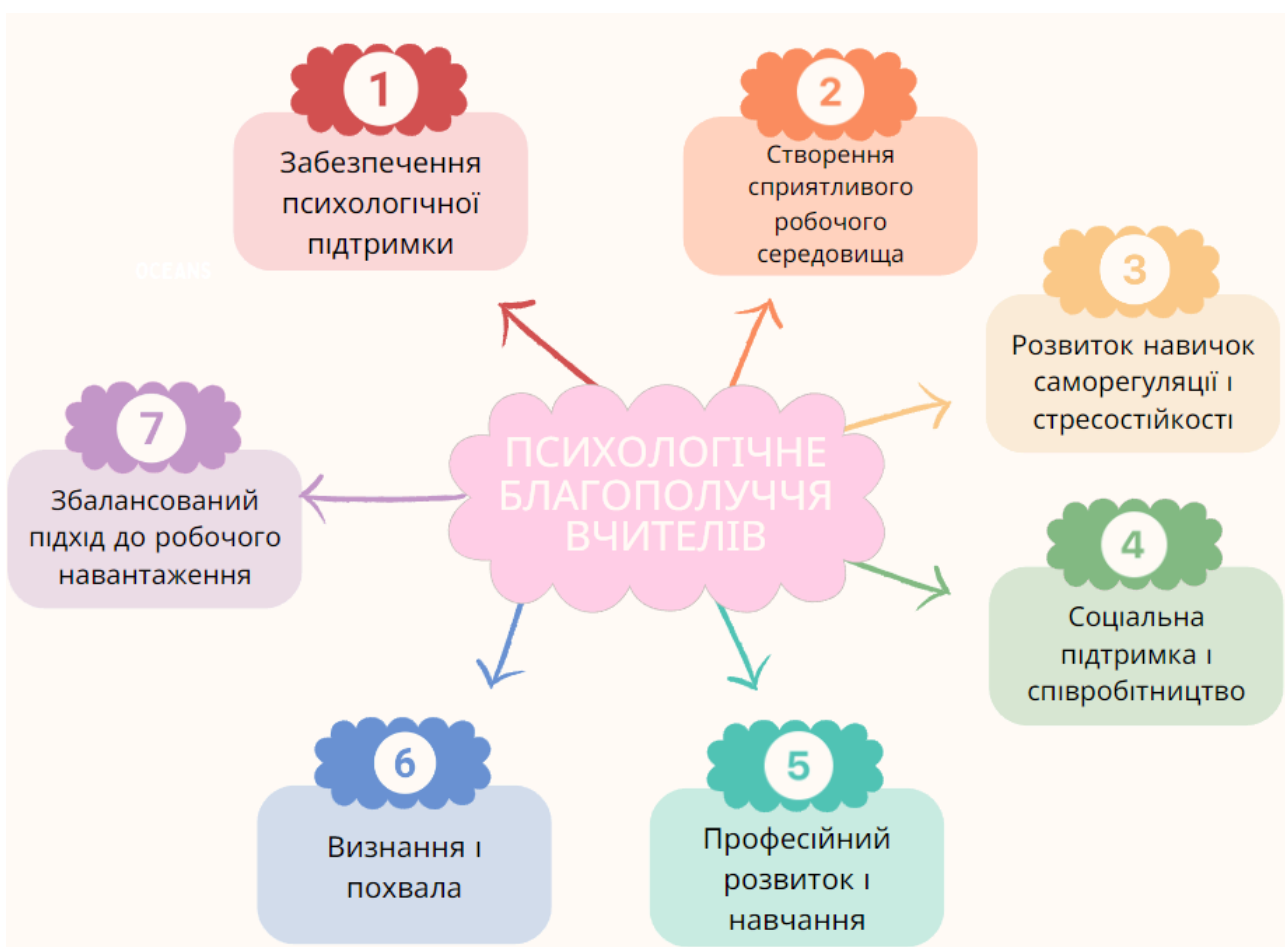 1
Забезпечення
психологічної
підтримки
2
Створення
сприятливого
робочого
середовища
OCEANS
3
Розвиток навичок
саморегуляції і
стресостійкості
7
Збалансований
підхід до робочого
навантаження
ПСИХОЛОГІЧНЕ
БЛАГОПОЛУЧЧЯ
ВЧИТЕЛІВ
4
Соціальна
підтримка і
співробітництво
6
Визнання і
похвала
5
Професійний
розвиток і
навчання